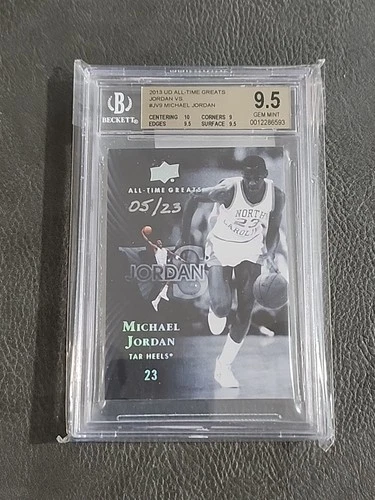 2013 UD ALL-TIME GREATS
JORDAN VS.
#JV9 MICHAEL JORDAN
CENTERING 10 CORNERS 9
EDGES 9.5 SURFACE 9.5
9.5
GEM MINT
0012286593
B
BECKETT
ALL-TIME GREATS
05/23
NORTH
23
CAROLINA
VS
JORDAN
MICHAEL
JORDAN
TAR HEELS®
23